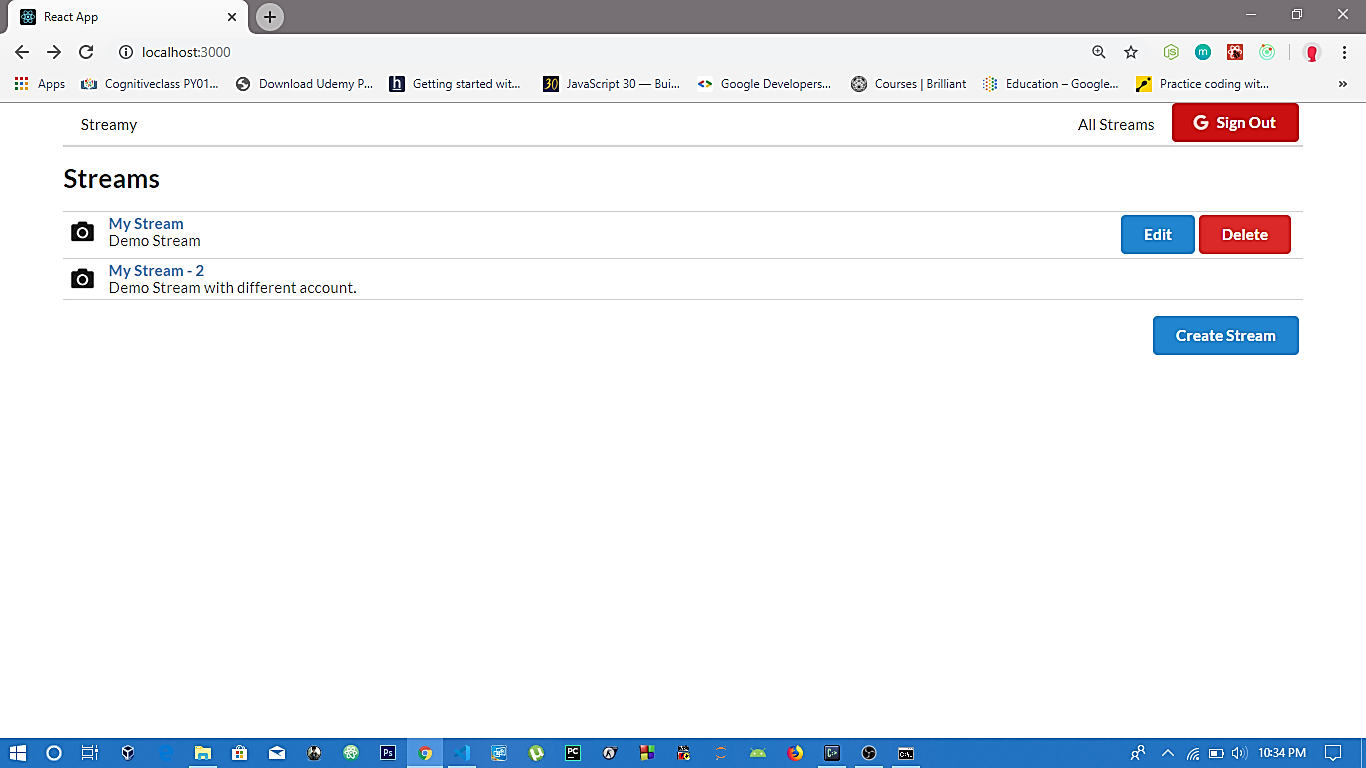 React App
localhost:3000
Apps Cognitiveclass PY01... Download Udemy P... Getting started wit... JavaScript 30 — Bui... Google Developers... Courses | Brilliant Education – Google... Practice coding wit... »
Streamy All Streams Sign Out
Streams
My Stream
Demo Stream
Edit Delete
My Stream - 2
Demo Stream with different account.
Create Stream
10:34 PM